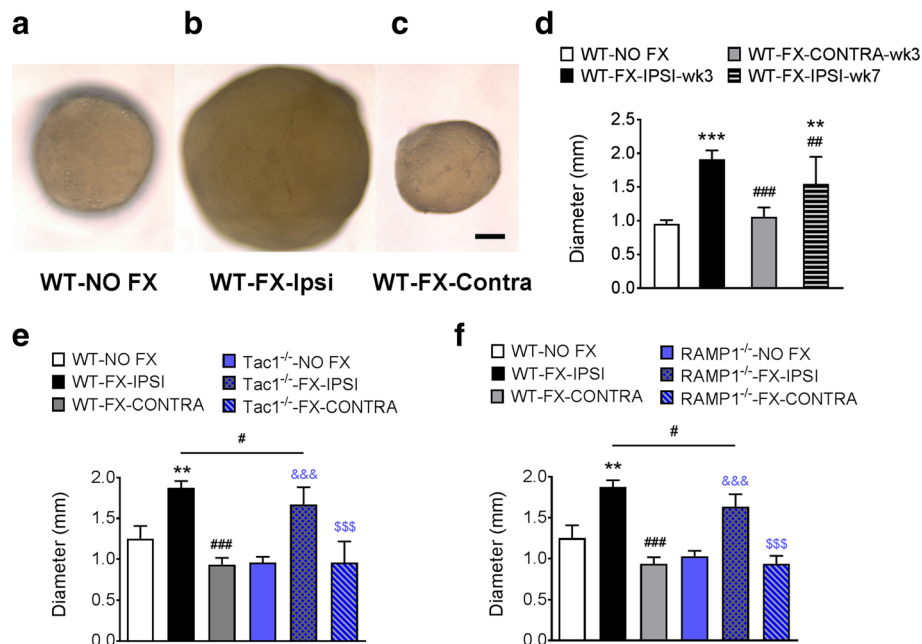 a
b
c
WT-NO FX
WT-FX-Ipsi
WT-FX-Contra
d
WT-NO FX
WT-FX-CONTRA-wk3
WT-FX-IPSI-wk3
WT-FX-IPSI-wk7
Diameter (mm)
2.5
2.0
1.5
1.0
0.5
0.0
***
###
**
##
e
WT-NO FX
WT-FX-IPSI
WT-FX-CONTRA
Tac1-/--NO FX
Tac1-/--FX-IPSI
Tac1-/--FX-CONTRA
Diameter (mm)
2.0
1.5
1.0
0.5
0.0
#
**
###
&&&
$$$
f
WT-NO FX
WT-FX-IPSI
WT-FX-CONTRA
RAMP1-/--NO FX
RAMP1-/--FX-IPSI
RAMP1-/--FX-CONTRA
Diameter (mm)
2.0
1.5
1.0
0.5
0.0
#
**
###
&&&
$$$